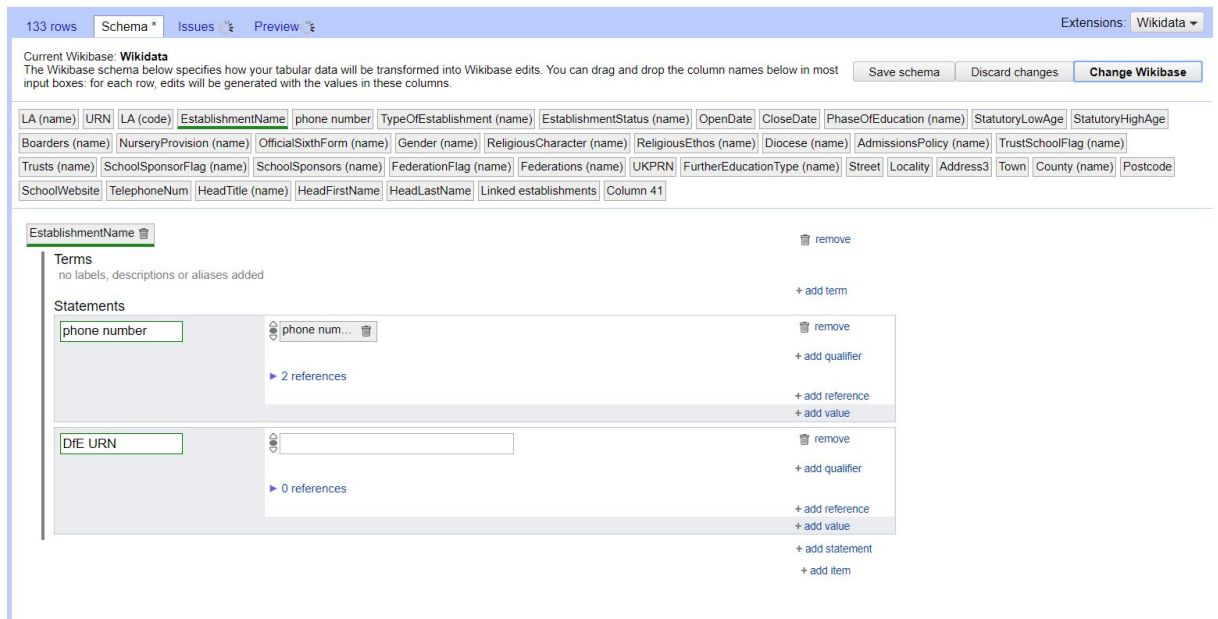 133 rows Schema * Issues Preview Extensions: Wikidata
Current Wikibase: Wikidata
The Wikibase schema below specifies how your tabular data will be transformed into Wikibase edits. You can drag and drop the column names below in most
input boxes: for each row, edits will be generated with the values in these columns.
Save schema Discard changes Change Wikibase
LA (name) URN LA (code) EstablishmentName phone number TypeOfEstablishment (name) EstablishmentStatus (name) OpenDate CloseDate PhaseOfEducation (name) StatutoryLowAge StatutoryHighAge
Boarders (name) NurseryProvision (name) OfficialSixthForm (name) Gender (name) ReligiousCharacter (name) ReligiousEthos (name) Diocese (name) AdmissionsPolicy (name) TrustSchoolFlag (name)
Trusts (name) SchoolSponsorFlag (name) SchoolSponsors (name) FederationFlag (name) Federations (name) UKPRN FurtherEducationType (name) Street Locality Address3 Town County (name) Postcode
SchoolWebsite TelephoneNum HeadTitle (name) HeadFirstName HeadLastName Linked establishments Column 41
EstablishmentName remove
Terms
no labels, descriptions or aliases added
+ add term
Statements
phone number phone num... remove
+ add qualifier
2 references
+ add reference
+ add value
DfE URN remove
+ add qualifier
0 references
+ add reference
+ add value
+ add statement
+ add item